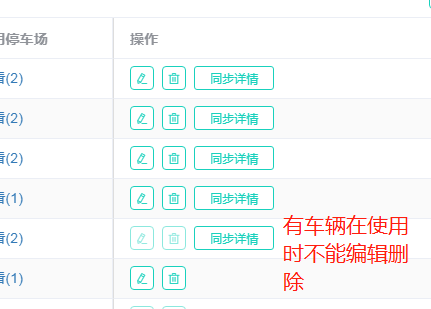 停车场 操作
(2) 同步详情
(2) 同步详情
(2) 同步详情
(1) 同步详情
(2) 同步详情
(1)
有车辆在使用
时不能编辑删
除